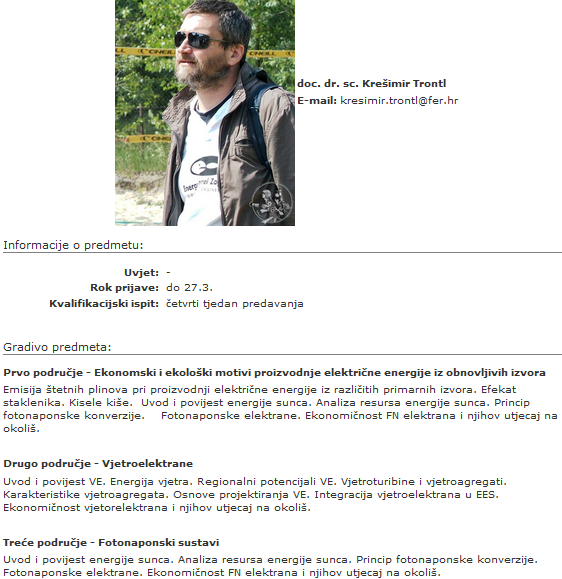 O'NEILL
O'NEILL
doc. dr. sc. Krešimir Trontl
E-mail: kresimir.trontl@fer.hr
Informacije o predmetu:
Uvjet: -
Rok prijave: do 27.3.
Kvalifikacijski ispit: četvrti tjedan predavanja
Gradivo predmeta:
Prvo područje - Ekonomski i ekološki motivi proizvodnje električne energije iz obnovljivih izvora
Emisija štetnih plinova pri proizvodnji električne energije iz različitih primarnih izvora. Efekat
staklenika. Kisele kiše. Uvod i povijest energije sunca. Analiza resursa energije sunca. Princip
fotonaponske konverzije. Fotonaponske elektrane. Ekonomičnost FN elektrana i njihov utjecaj na
okoliš.
Drugo područje - Vjetroelektrane
Uvod i povijest VE. Energija vjetra. Regionalni potencijali VE. Vjetroturibine i vjetroagregati.
Karakteristike vjetroagregata. Osnove projektiranja VE. Integracija vjetroelektrana u EES.
Ekonomičnost vjetorelektrana i njihov utjecaj na okoliš.
Treće područje - Fotonaponski sustavi
Uvod i povijest energije sunca. Analiza resursa energije sunca. Princip fotonaponske konverzije.
Fotonaponske elektrane. Ekonomičnost FN elektrana i njihov utjecaj na okoliš.